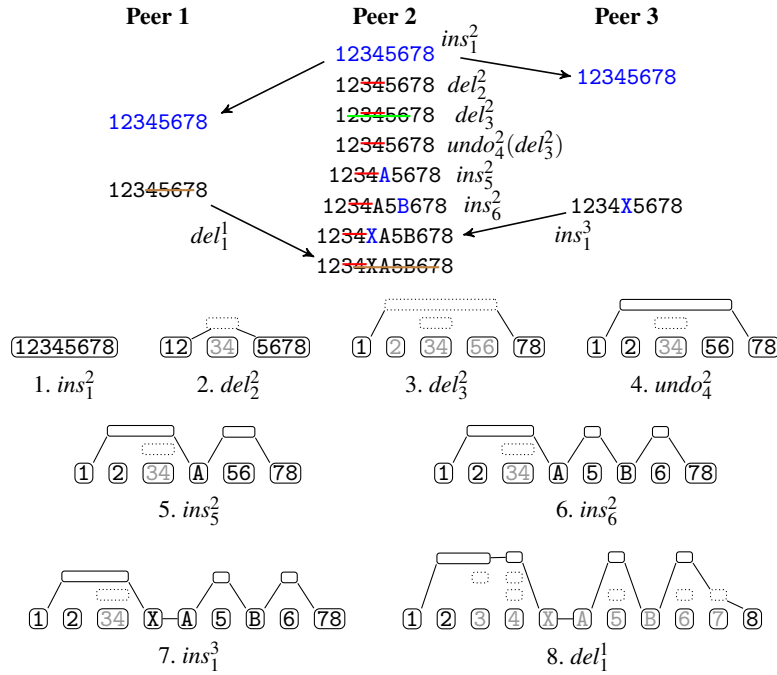 Peer 1 Peer 2 Peer 3
12345678 ins₁²
12345678
12345678 del₂²
12345678 del₃²
12345678
12345678 undo₄²(del₃²)
1234A5678 ins₅²
12345678
1234A5B678 ins₆²
1234X5678
del₁¹
1234XA5B678
ins₁³
1234XA5B678
12345678
12 34 5678
1 2 34 56 78
1 2 34 56 78
1. ins₁²
2. del₂²
3. del₃²
4. undo₄²
1 2 34 A 56 78
1 2 34 A 5 B 6 78
5. ins₅²
6. ins₆²
1 2 34 X A 5 B 6 78
1 2 3 4 X A 5 B 6 7 8
7. ins₁³
8. del₁¹